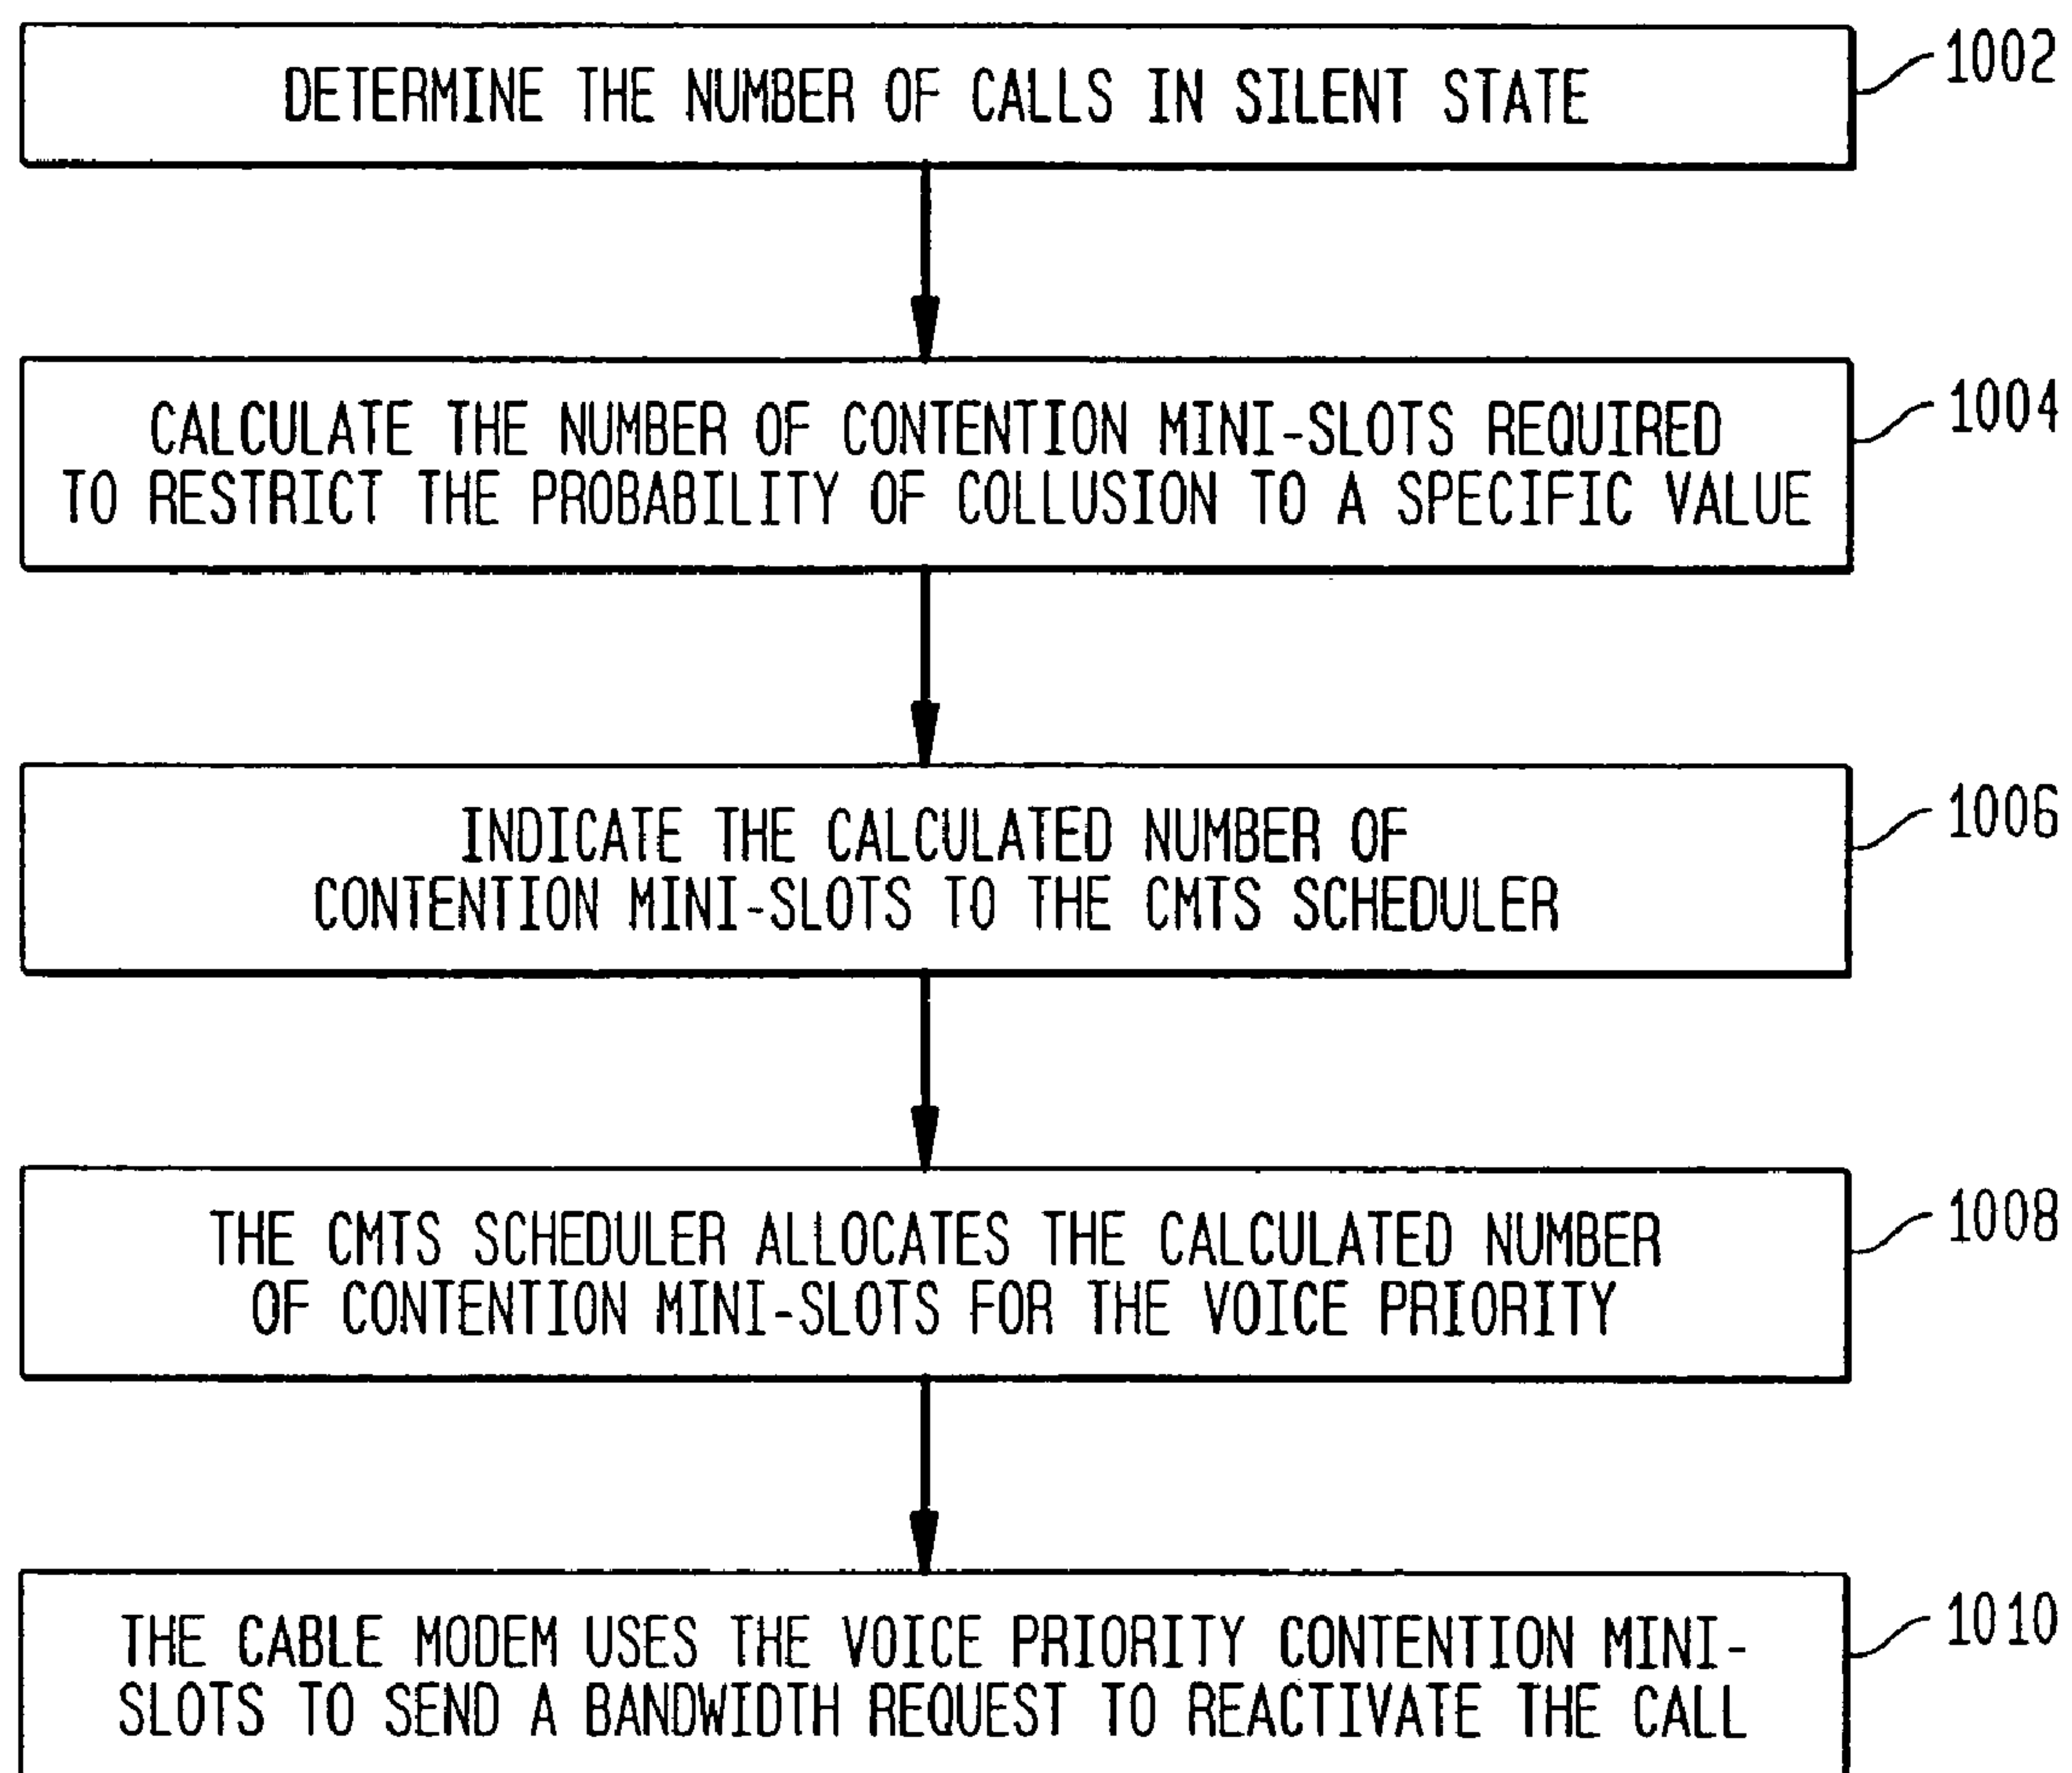 DETERMINE THE NUMBER OF CALLS IN SILENT STATE
1002
CALCULATE THE NUMBER OF CONTENTION MINI-SLOTS REQUIRED
TO RESTRICT THE PROBABILITY OF COLLUSION TO A SPECIFIC VALUE
1004
INDICATE THE CALCULATED NUMBER OF
CONTENTION MINI-SLOTS TO THE CMTS SCHEDULER
1006
THE CMTS SCHEDULER ALLOCATES THE CALCULATED NUMBER
OF CONTENTION MINI-SLOTS FOR THE VOICE PRIORITY
1008
THE CABLE MODEM USES THE VOICE PRIORITY CONTENTION MINI-
SLOTS TO SEND A BANDWIDTH REQUEST TO REACTIVATE THE CALL
1010